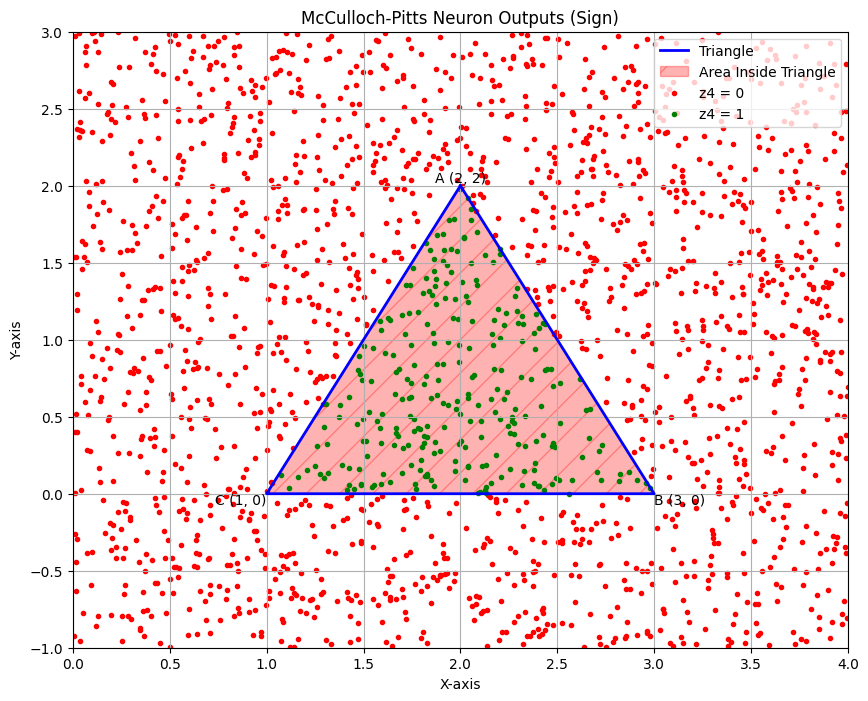 McCulloch-Pitts Neuron Outputs (Sign)
Triangle
Area Inside Triangle
z4 = 0
z4 = 1
3.0
2.5
2.0
1.5
1.0
0.5
0.0
−0.5
−1.0
Y-axis
A (2, 2)
C (1, 0)
B (3, 0)
0.0 0.5 1.0 1.5 2.0 2.5 3.0 3.5 4.0
X-axis